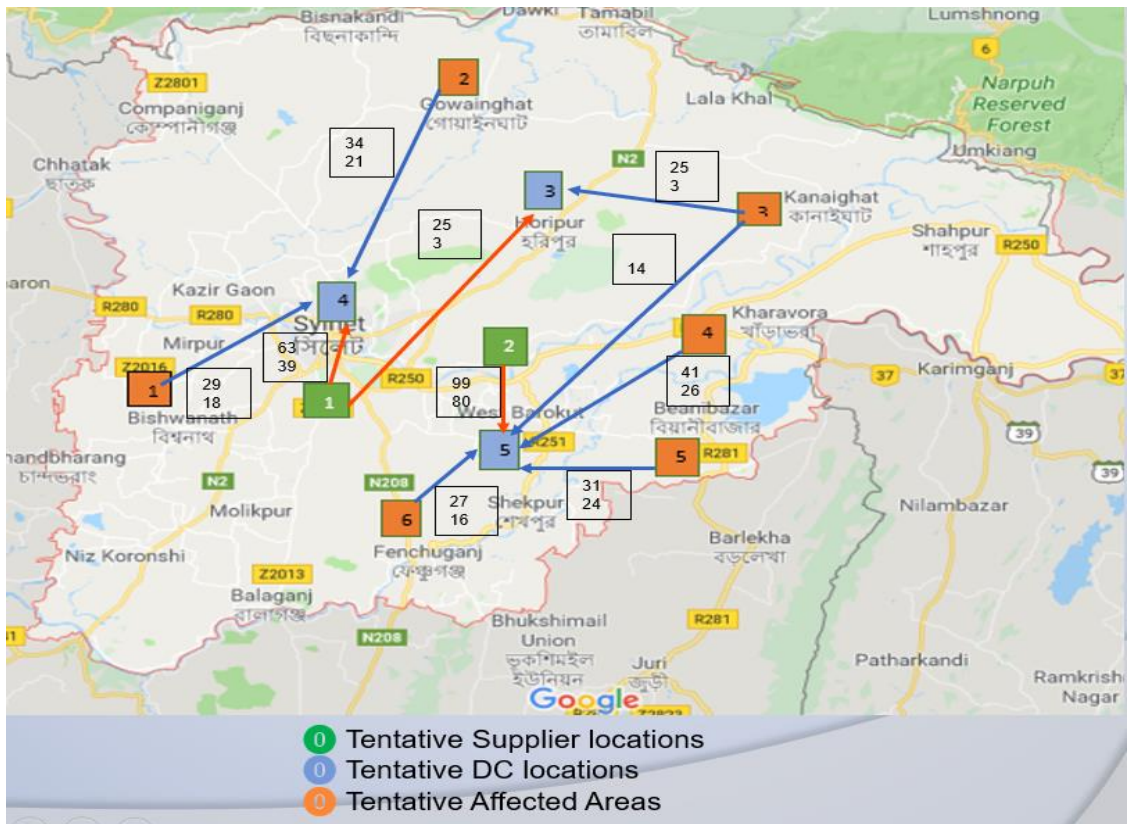 Bisnakandi
বিছনাকান্দি
Dawki
Tamabil
তামাবিল
Lumshnong
6
Z2801
2
Companiganj
কোম্পানীগঞ্জ
Gowainghat
গোয়াইনঘাট
Lala Khal
Narpuh
Reserved
Forest
Umkiang
Chhatak
ছাতক
34
21
N2
25
3
3
3
Kanaighat
কানাইঘাট
Horipur
হরিপুর
25
3
Shahpur
শাহপুর
R250
14
Kazir Gaon
4
R280
R280
Sylhet
সিলেট
Kharavora
খাঁড়াভরা
4
Mirpur
63
39
2
Z2016
1
29
18
1
R250
99
80
41
26
37
Karimganj
37
Bishwanath
বিশ্বনাথ
West Barokut
Beanibazar
বিয়ানীবাজার
39
5
R251
5
R281
39
N2
N208
31
24
Nilambazar
Molikpur
27
16
Shekpur
শেখপুর
6
Barlekha
বড়লেখা
Niz Koronshi
Fenchuganj
ফেঞ্চুগঞ্জ
Z2013
Balaganj
বালাগঞ্জ
N208
Bhukshimail
Union
ভূকশিমইল
ইউনিয়ন
R281
Juri
জুড়ী
Patharkandi
Ramkrish
Nagar
Google
0 Tentative Supplier locations
0 Tentative DC locations
0 Tentative Affected Areas